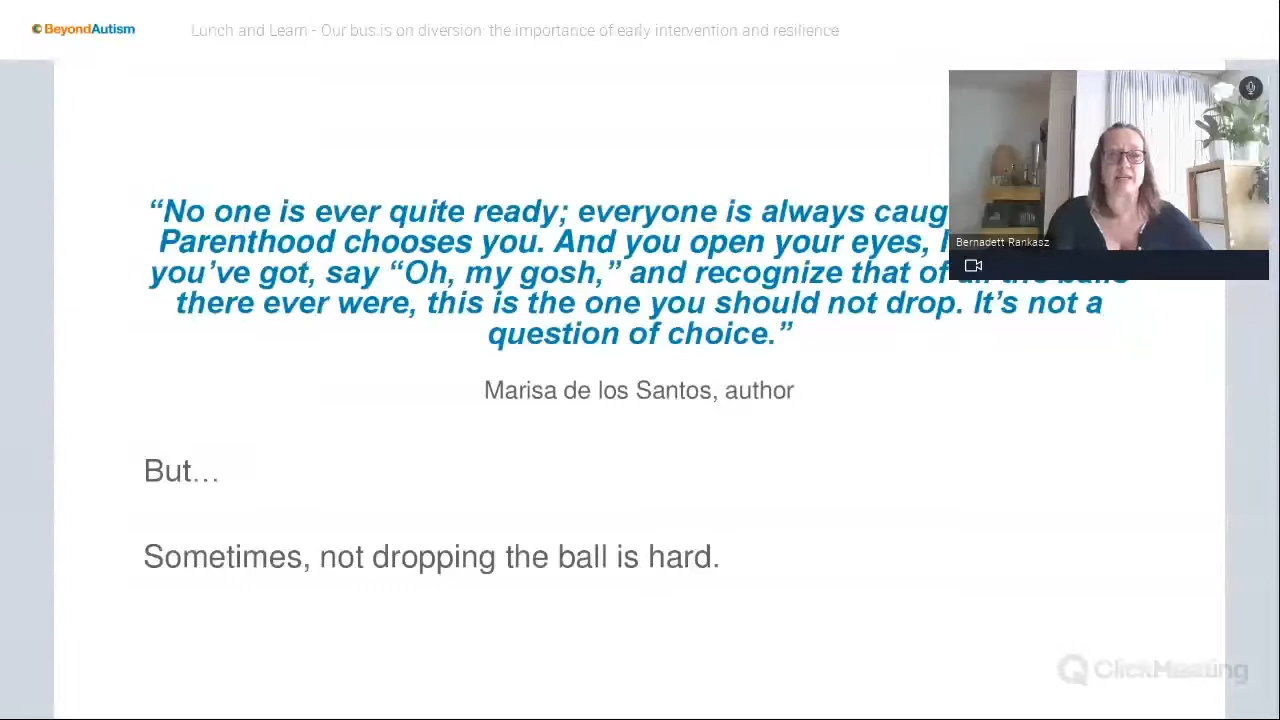 BeyondAutism
Lunch and Learn - Our bus is on diversion: the importance of early intervention and resilience
“No one is ever quite ready; everyone is always
Parenthood chooses you. And you open your eyes,
you’ve got, say “Oh, my gosh,” and recognize that of
there ever were, this is the one you should not drop. It’s not a
question of choice.”
Marisa de los Santos, author
But...
Sometimes, not dropping the ball is hard.
Bernadett Rankasz
ClickMeeting